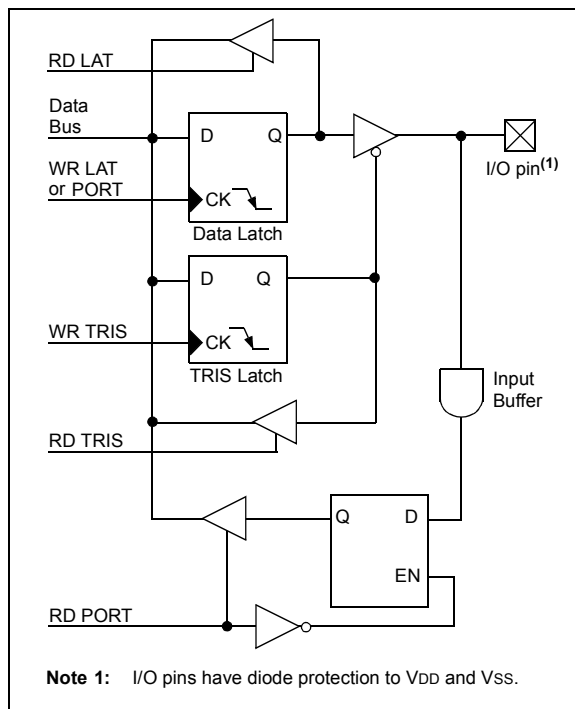 RD LAT
Data
Bus
D Q
WR LAT
or PORT
CK
Data Latch
I/O pin(1)
D Q
WR TRIS
CK
TRIS Latch
Input
Buffer
RD TRIS
Q D
EN
RD PORT
Note 1: I/O pins have diode protection to VDD and VSS.